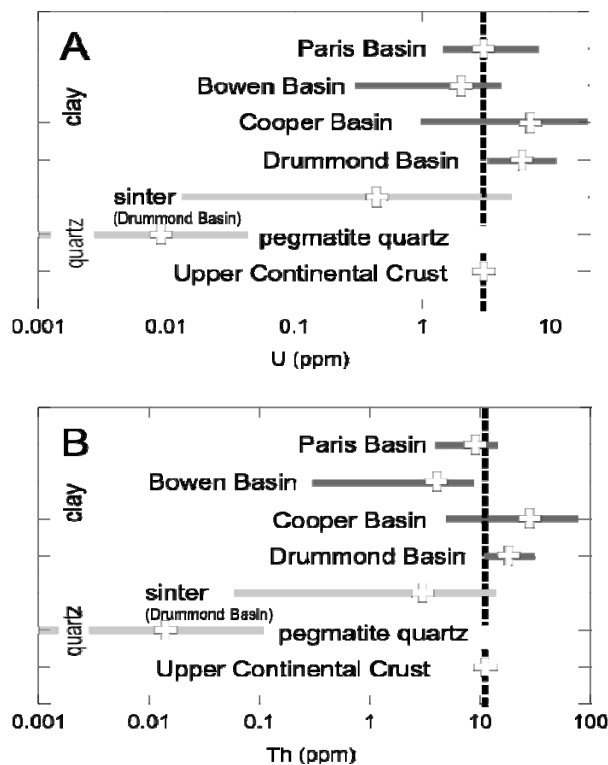 A
Paris Basin
Bowen Basin
clay
Cooper Basin
Drummond Basin
sinter
(Drummond Basin)
quartz
pegmatite quartz
Upper Continental Crust
0.001
0.01
0.1
1
10
U (ppm)
B
Paris Basin
Bowen Basin
clay
Cooper Basin
Drummond Basin
sinter
(Drummond Basin)
quartz
pegmatite quartz
Upper Continental Crust
0.001
0.01
0.1
1
10
100
Th (ppm)